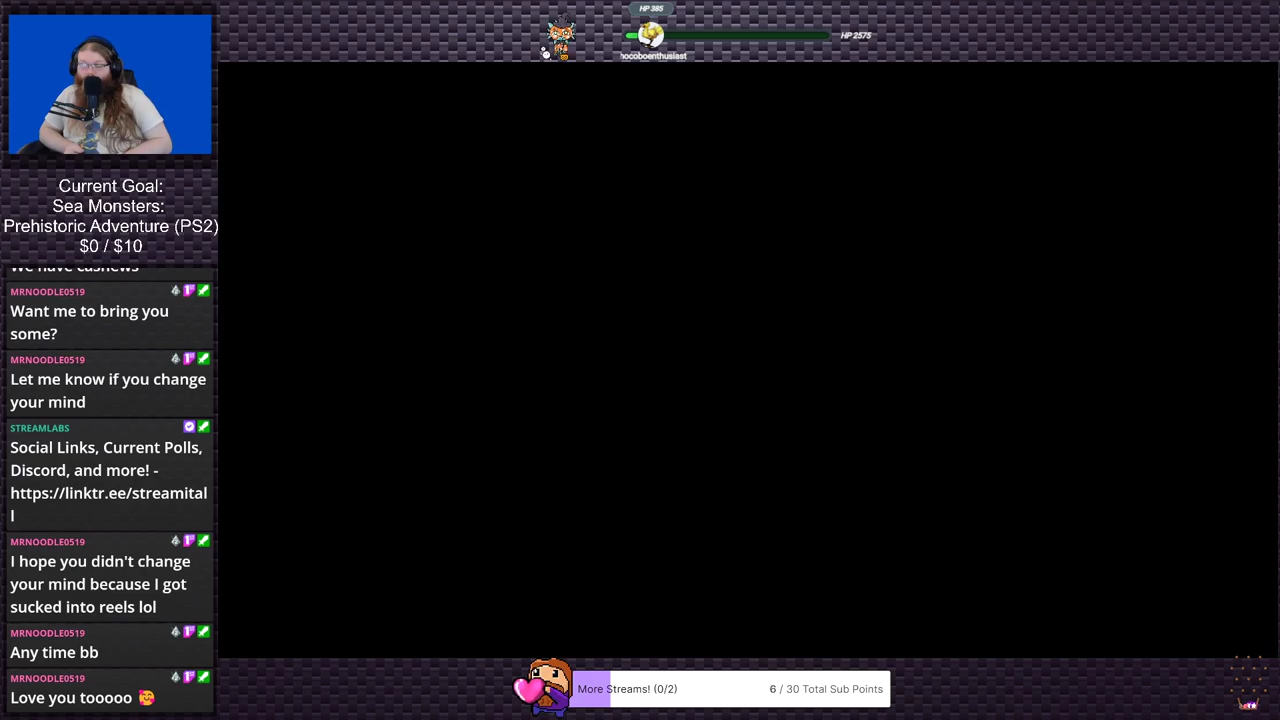 HP 385
HP 2575
hocoboenthusiast
Current Goal:
Sea Monsters:
Prehistoric Adventure (PS2)
$0 / $10
We have cashews
MRNOODLE0519
Want me to bring you
some?
MRNOODLE0519
Let me know if you change
your mind
STREAMLABS
Social Links, Current Polls,
Discord, and more! -
https://linktr.ee/streamital
l
MRNOODLE0519
I hope you didn't change
your mind because I got
sucked into reels lol
MRNOODLE0519
Any time bb
MRNOODLE0519
Love you tooooo 🥰
More Streams! (0/2)
6 / 30 Total Sub Points